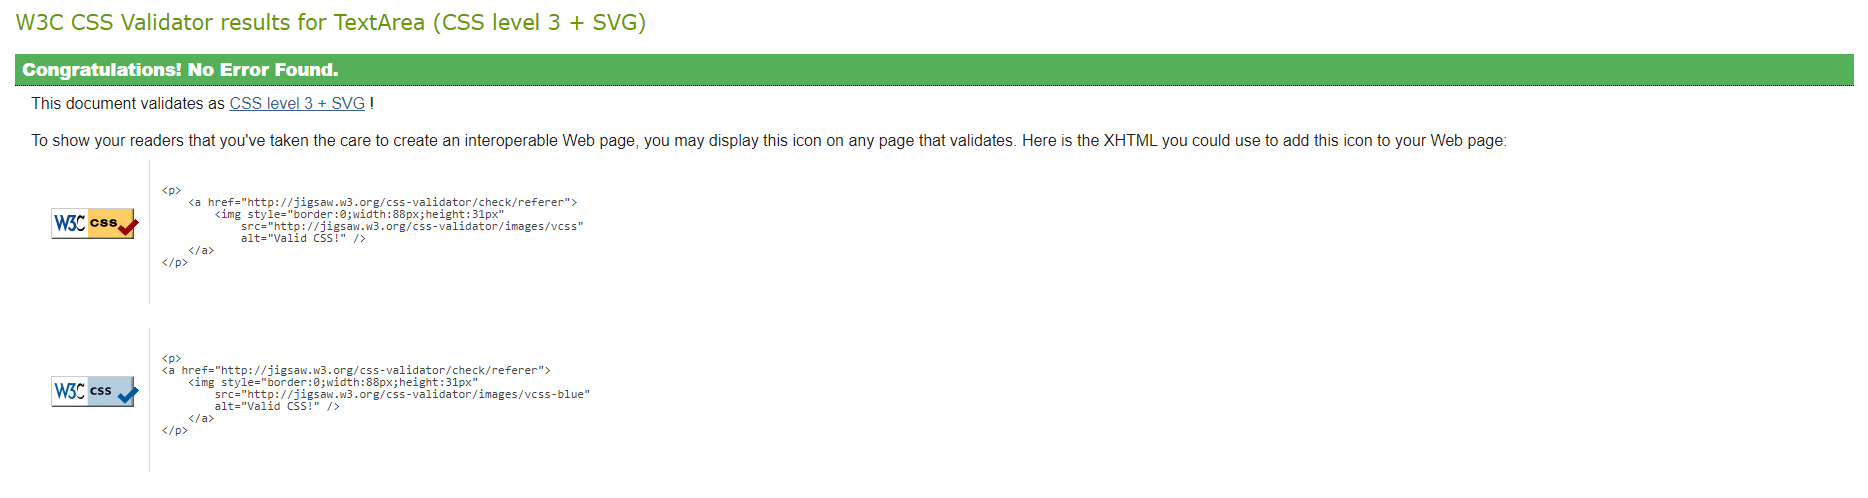 W3C CSS Validator results for TextArea (CSS level 3 + SVG)
Congratulations! No Error Found.
This document validates as CSS level 3 + SVG !
To show your readers that you've taken the care to create an interoperable Web page, you may display this icon on any page that validates. Here is the XHTML you could use to add this icon to your Web page:
W3C css
<p>
    <a href="http://jigsaw.w3.org/css-validator/check/referer">
        <img style="border:0;width:88px;height:31px"
            src="http://jigsaw.w3.org/css-validator/images/vcss"
            alt="Valid CSS!" />
    </a>
</p>
W3C css
<p>
<a href="http://jigsaw.w3.org/css-validator/check/referer">
    <img style="border:0;width:88px;height:31px"
        src="http://jigsaw.w3.org/css-validator/images/vcss-blue"
        alt="Valid CSS!" />
    </a>
</p>